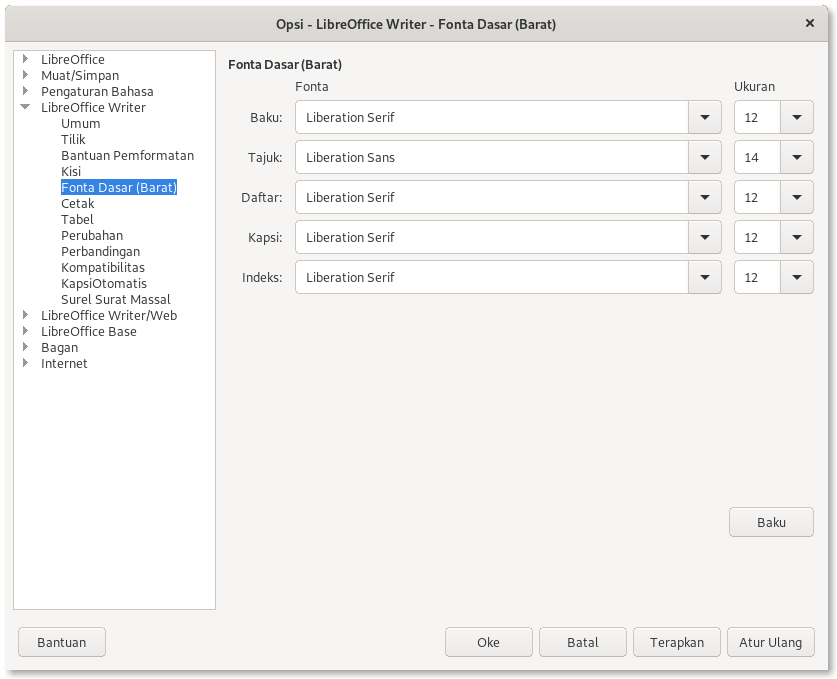 Opsi - LibreOffice Writer - Fonta Dasar (Barat)
LibreOffice
Muat/Simpan
Pengaturan Bahasa
LibreOffice Writer
Umum
Tilik
Bantuan Pemformatan
Kisi
Fonta Dasar (Barat)
Cetak
Tabel
Perubahan
Perbandingan
Kompatibilitas
KapsiOtomatis
Surel Surat Massal
LibreOffice Writer/Web
LibreOffice Base
Bagan
Internet
Fonta Dasar (Barat)
Fonta Ukuran
Baku: Liberation Serif 12
Tajuk: Liberation Sans 14
Daftar: Liberation Serif 12
Kapsi: Liberation Serif 12
Indeks: Liberation Serif 12
Baku
Bantuan Oke Batal Terapkan Atur Ulang